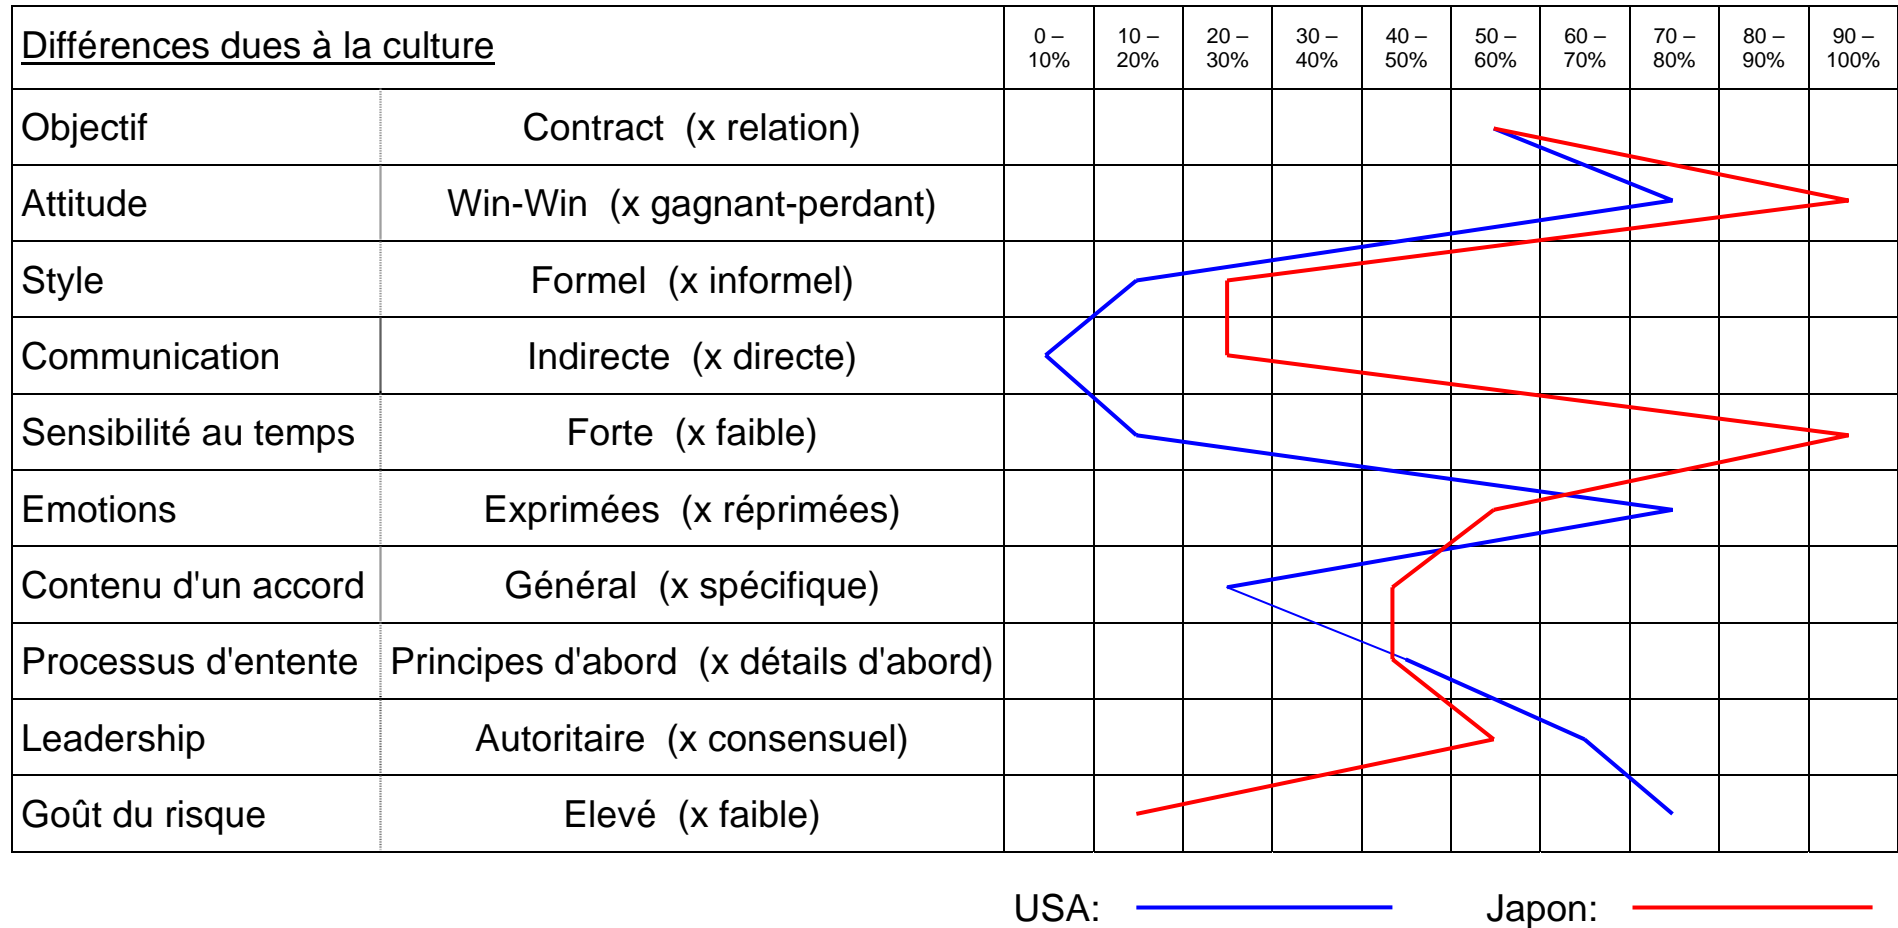 Différences dues à la culture
0 – 10%
10 – 20%
20 – 30%
30 – 40%
40 – 50%
50 – 60%
60 – 70%
70 – 80%
80 – 90%
90 – 100%
Objectif Contract (x relation)
Attitude Win-Win (x gagnant-perdant)
Style Formel (x informel)
Communication Indirecte (x directe)
Sensibilité au temps Forte (x faible)
Emotions Exprimées (x réprimées)
Contenu d'un accord Général (x spécifique)
Processus d'entente Principes d'abord (x détails d'abord)
Leadership Autoritaire (x consensuel)
Goût du risque Elevé (x faible)
USA: Japon: